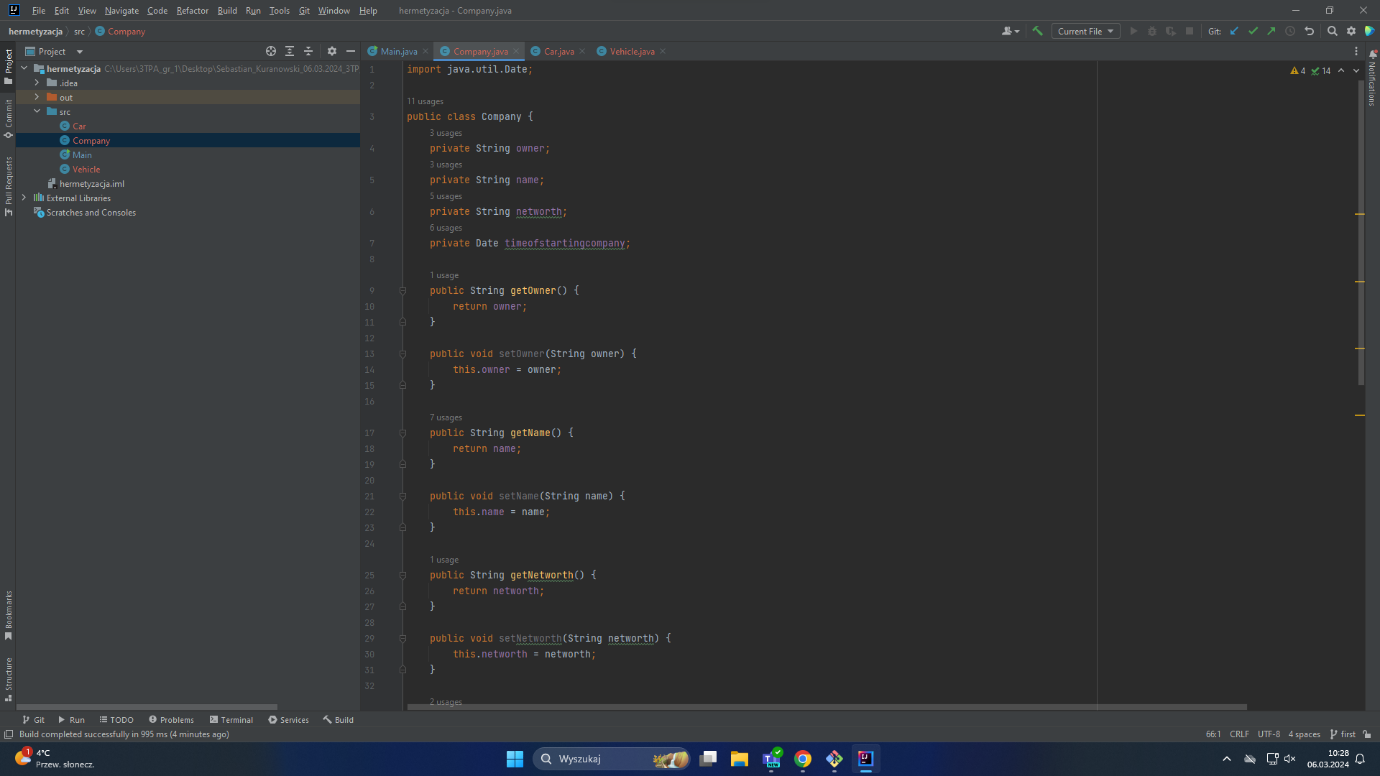 File Edit View Navigate Code Refactor Build Run Tools Git Window Help hermetyzacja - Company.java
hermetyzacja src Company Current File Git:
Project Main.java Company.java Car.java Vehicle.java
Project
Commit
Pull Requests
Bookmarks
Structure
Notifications
hermetyzacja C:\Users\3TPA_gr_1\Desktop\Sebastian_Kuranowski_06.03.2024_3TP
.idea
out
src
Car
Company
Main
Vehicle
hermetyzacja.iml
External Libraries
Scratches and Consoles
4 14
1 import java.util.Date;
2
11 usages
3 public class Company {
3 usages
4 private String owner;
3 usages
5 private String name;
5 usages
6 private String networth;
6 usages
7 private Date timeofstartingcompany;
8
1 usage
9 public String getOwner() {
10 return owner;
11 }
12
13 public void setOwner(String owner) {
14 this.owner = owner;
15 }
16
7 usages
17 public String getName() {
18 return name;
19 }
20
21 public void setName(String name) {
22 this.name = name;
23 }
24
1 usage
25 public String getNetworth() {
26 return networth;
27 }
28
29 public void setNetworth(String networth) {
30 this.networth = networth;
31 }
32
2 usages
Git Run TODO Problems Terminal Services Build
Build completed successfully in 995 ms (4 minutes ago) 66:1 CRLF UTF-8 4 spaces first
1 4°C
Przew. słonecz.
Wyszukaj
10:28
06.03.2024